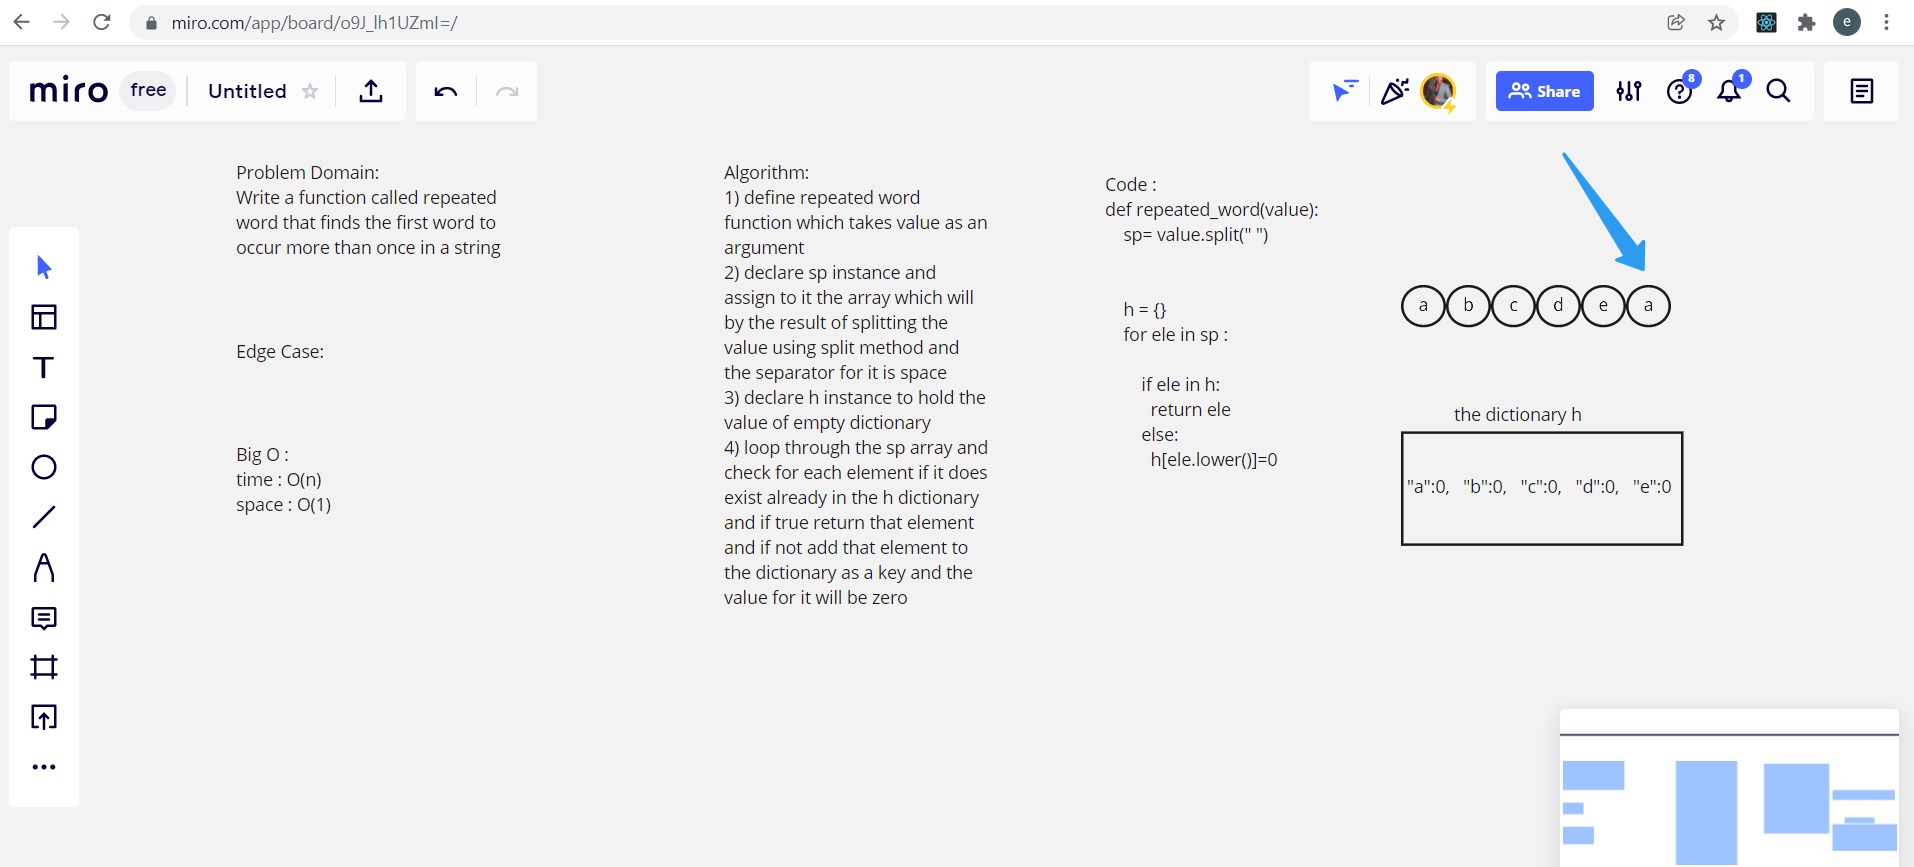 miro.com/app/board/o9J_lh1UZmI=/
e
miro
free
Untitled
Share
8
1
Problem Domain:
Write a function called repeated
word that finds the first word to
occur more than once in a string
Edge Case:
Big O :
time : O(n)
space : O(1)
Algorithm:
1) define repeated word
function which takes value as an
argument
2) declare sp instance and
assign to it the array which will
by the result of splitting the
value using split method and
the separator for it is space
3) declare h instance to hold the
value of empty dictionary
4) loop through the sp array and
check for each element if it does
exist already in the h dictionary
and if true return that element
and if not add that element to
the dictionary as a key and the
value for it will be zero
Code :
def repeated_word(value):
sp= value.split(" ")
h = {}
for ele in sp :
if ele in h:
return ele
else:
h[ele.lower()]=0
a b c d e a
the dictionary h
"a":0, "b":0, "c":0, "d":0, "e":0